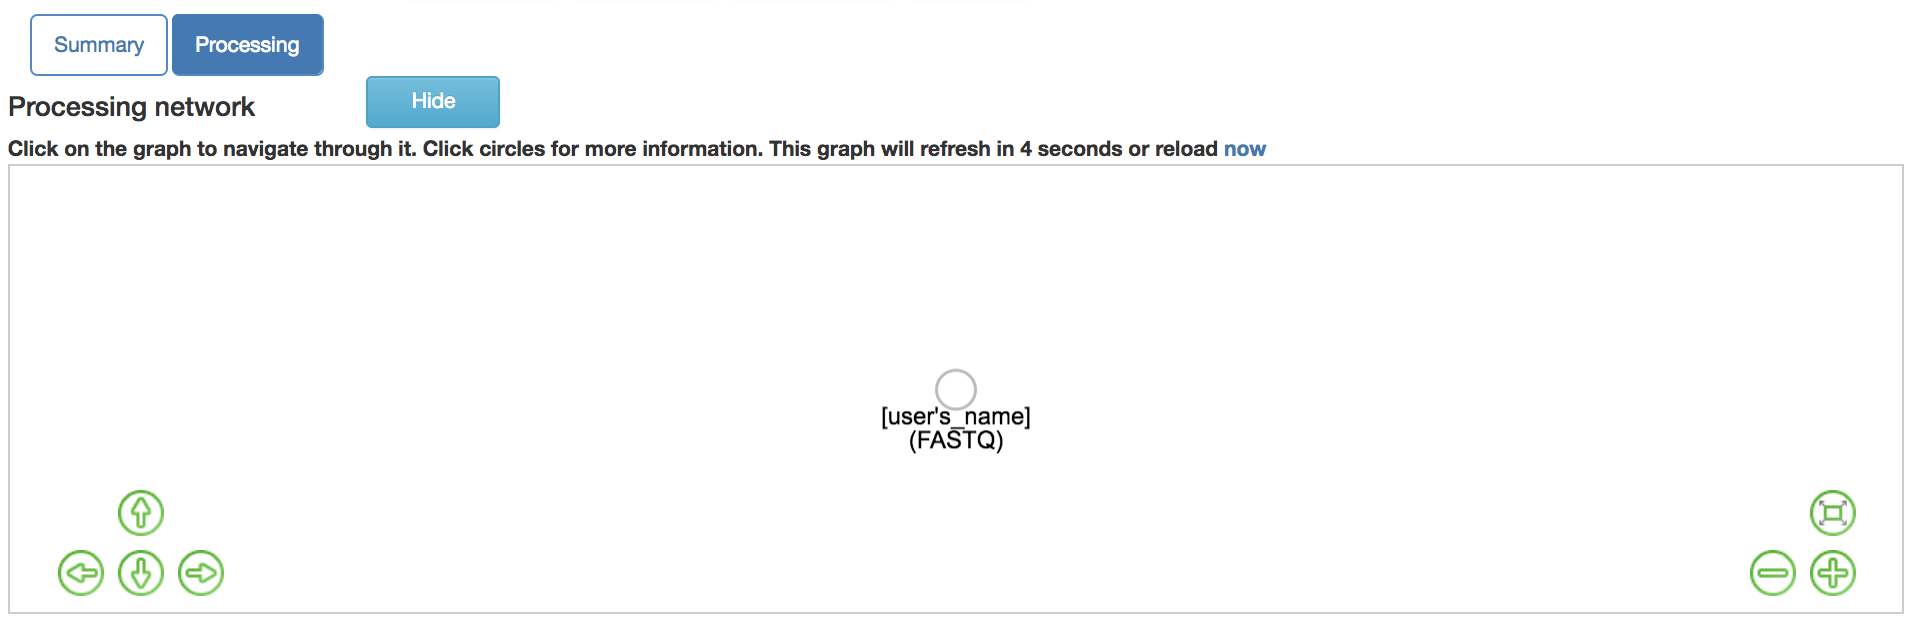 Summary Processing
Processing network Hide
Click on the graph to navigate through it. Click circles for more information. This graph will refresh in 4 seconds or reload now
[user's_name]
(FASTQ)